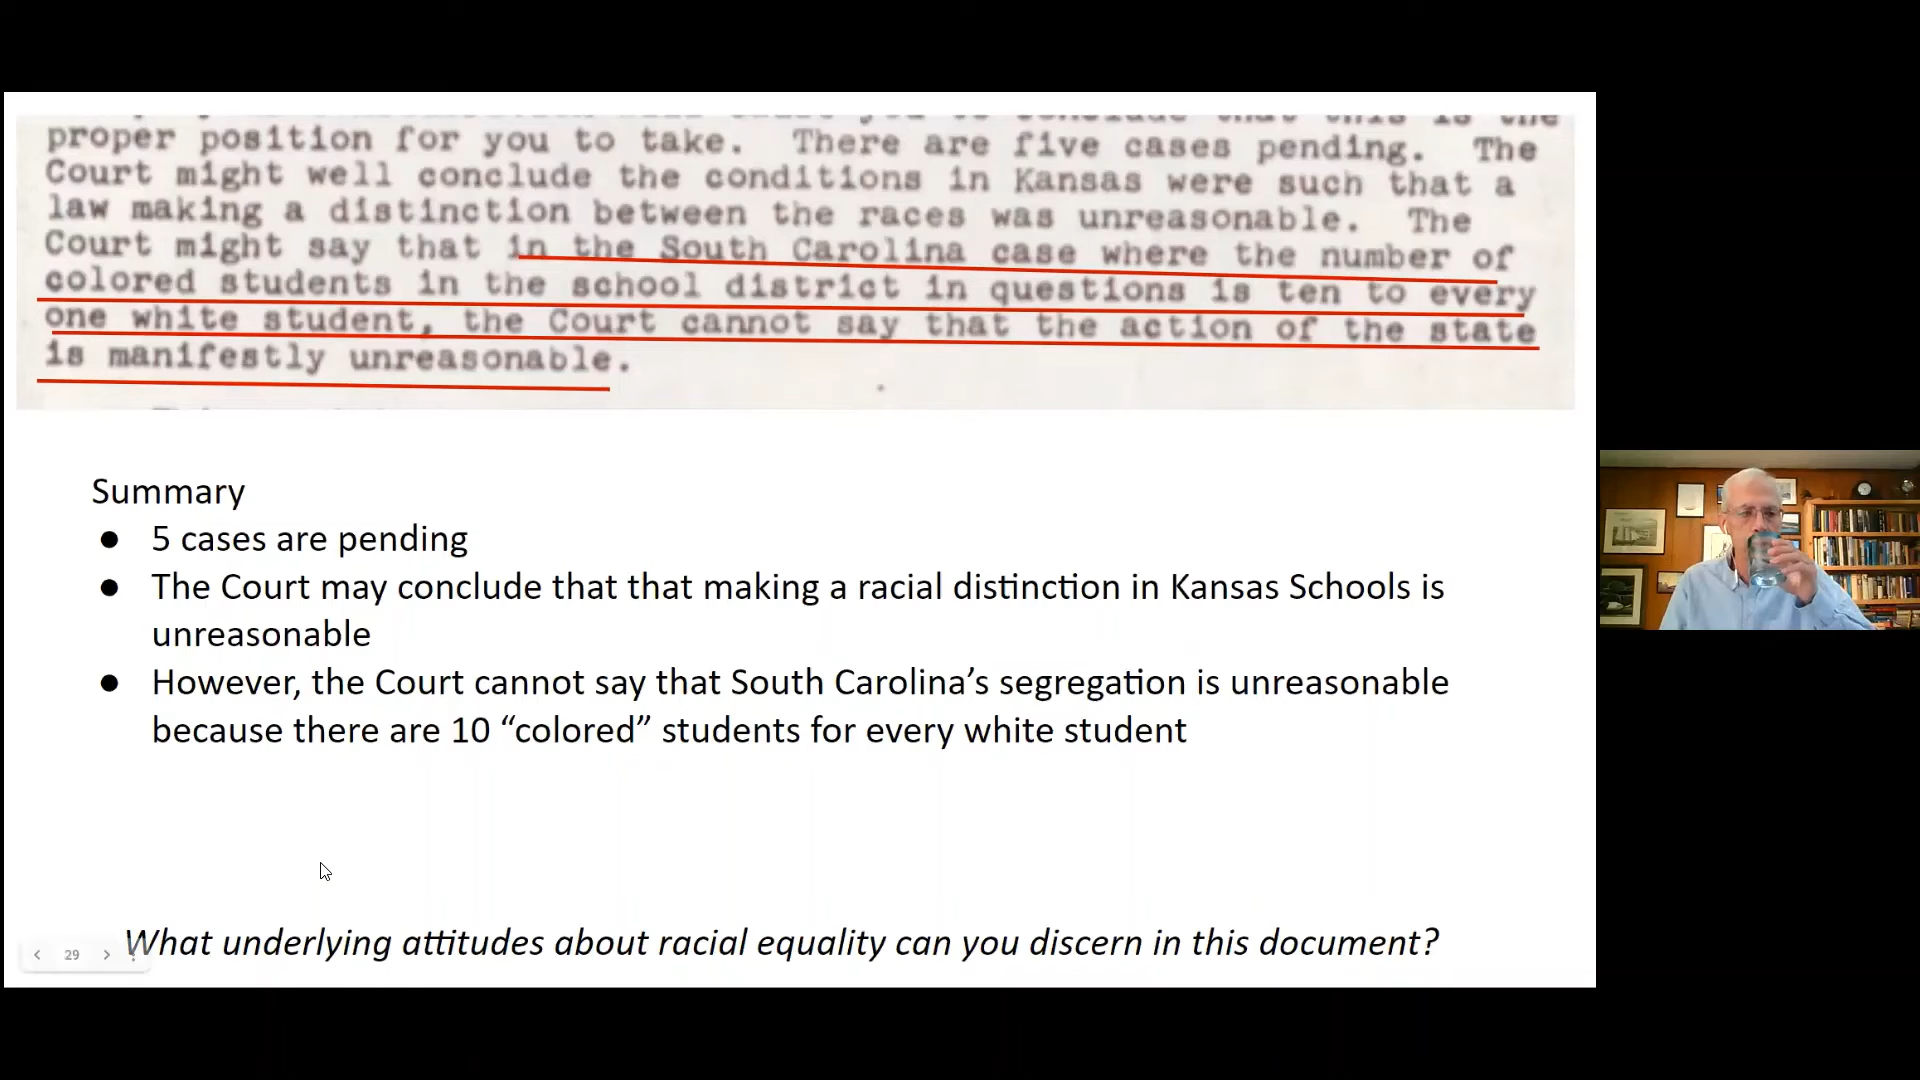 proper position for you to take. There are five cases pending. The
Court might well conclude the conditions in Kansas were such that a
law making a distinction between the races was unreasonable. The
Court might say that in the South Carolina case where the number of
colored students in the school district in questions is ten to every
one white student, the Court cannot say that the action of the state
is manifestly unreasonable.
Summary
● 5 cases are pending
● The Court may conclude that that making a racial distinction in Kansas Schools is
unreasonable
● However, the Court cannot say that South Carolina’s segregation is unreasonable
because there are 10 “colored” students for every white student
What underlying attitudes about racial equality can you discern in this document?
29